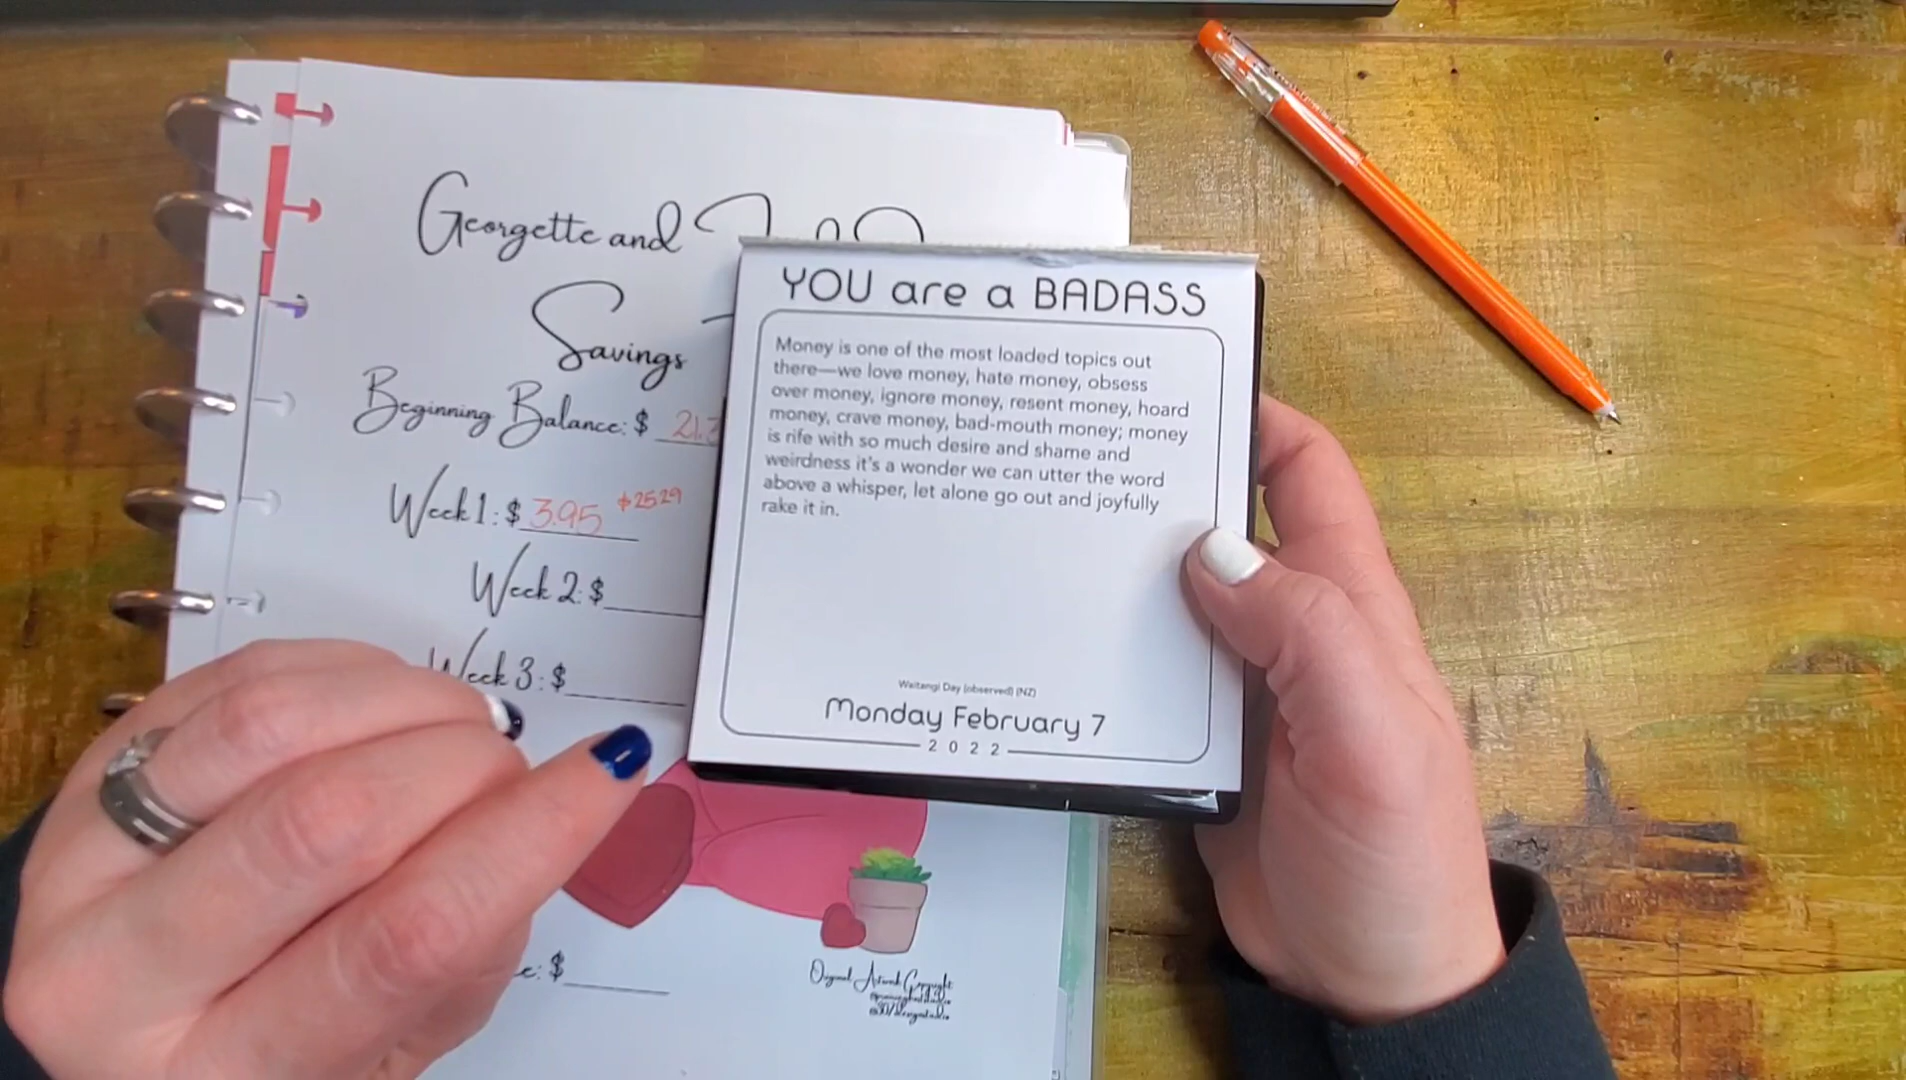 Georgette and
Savings
Beginning Balance: $ 21.3
Week 1: $ 3.95 $25.29
Week 2: $
Week 3: $
e: $
Original Artwork Copyright
YOU are a BADASS
Money is one of the most loaded topics out
there—we love money, hate money, obsess
over money, ignore money, resent money, hoard
money, crave money, bad-mouth money; money
is rife with so much desire and shame and
weirdness it's a wonder we can utter the word
above a whisper, let alone go out and joyfully
rake it in.
Waitangi Day (observed) (NZ)
Monday February 7
2022